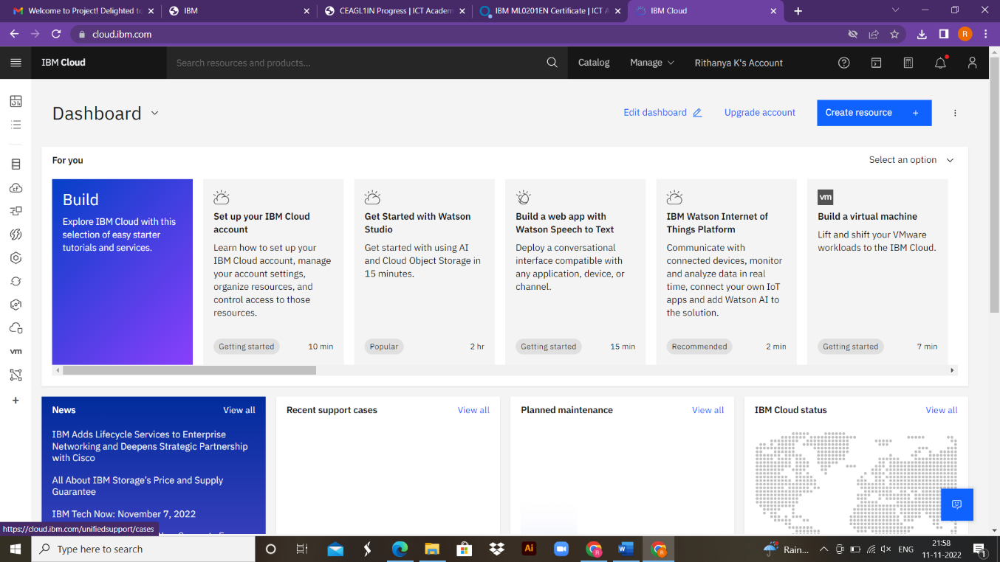 Welcome to Project! Delighted to
IBM
CEAGL1IN Progress | ICT Academ
IBM ML0201EN Certificate | ICT A
IBM Cloud
cloud.ibm.com
R
IBM Cloud
Search resources and products...
Catalog
Manage
Rithanya K's Account
Dashboard
Edit dashboard
Upgrade account
Create resource +
For you
Select an option
Build
Explore IBM Cloud with this
selection of easy starter
tutorials and services.
Set up your IBM Cloud
account
Learn how to set up your
IBM Cloud account, manage
your account settings,
organize resources, and
control access to those
resources.
Getting started
10 min
Get Started with Watson
Studio
Get started with using AI
and Cloud Object Storage in
15 minutes.
Popular
2 hr
Build a web app with
Watson Speech to Text
Deploy a conversational
interface compatible with
any application, device, or
channel.
Getting started
15 min
IBM Watson Internet of
Things Platform
Communicate with
connected devices, monitor
and analyze data in real
time, connect your own IoT
apps and add Watson AI to
the solution.
Recommended
2 min
vm
Build a virtual machine
Lift and shift your VMware
workloads to the IBM Cloud.
Getting started
7 min
cf
vm
News
View all
IBM Adds Lifecycle Services to Enterprise
Networking and Deepens Strategic Partnership
with Cisco
All About IBM Storage's Price and Supply
Guarantee
IBM Tech Now: November 7, 2022
Recent support cases
View all
Planned maintenance
View all
IBM Cloud status
View all
https://cloud.ibm.com/unifiedsupport/cases
Type here to search
Ai
Rain...
ENG
21:58
11-11-2022
1